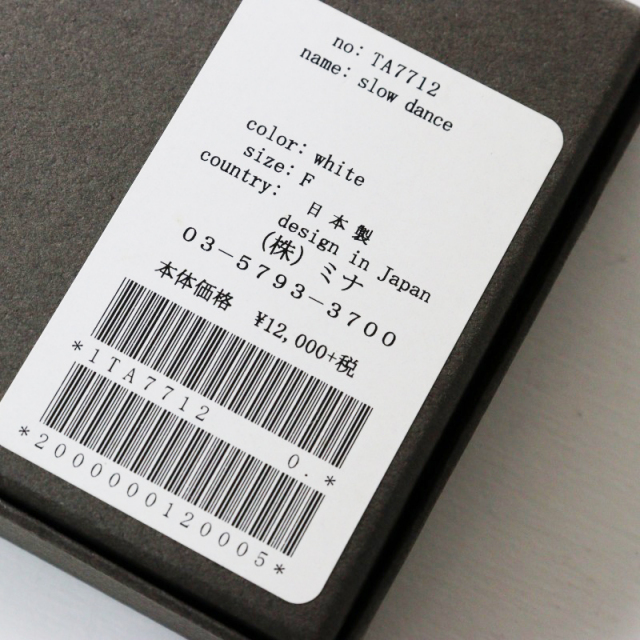 no: TA7712
name: slow dance
color: white
size: F
country:
日本製
design in Japan
(株) ミナ
03-5793-3700
本体価格 ¥12,000+税
*1TA7712 0.*
*2000000120005*